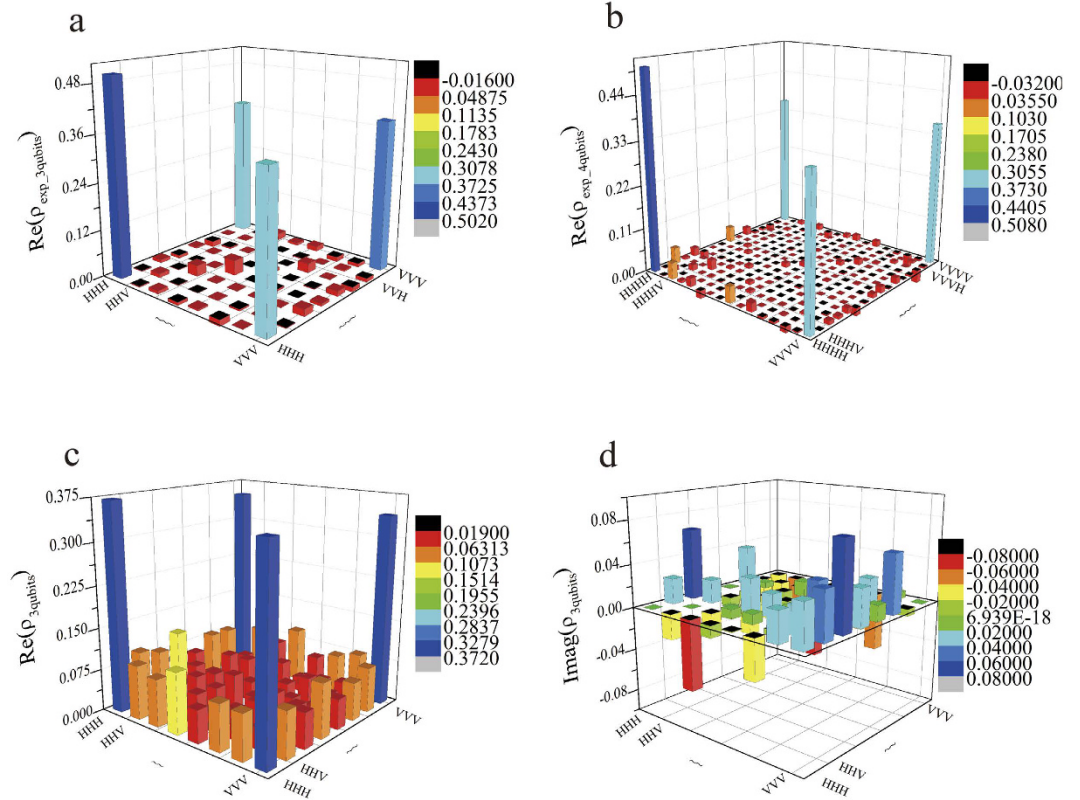 a
Re(ρexp_3qubits)
0.48
0.36
0.24
0.12
0.00
HHH
HHV
~~
VVV
HHH
~~
VVH
VVV
-0.01600
0.04875
0.1135
0.1783
0.2430
0.3078
0.3725
0.4373
0.5020
b
Re(ρexp_4qubits)
0.44
0.33
0.22
0.11
0.00
HHHH
HHHV
~~
VVVV
HHHH
HHHV
~~
VVVH
VVVV
-0.03200
0.03550
0.1030
0.1705
0.2380
0.3055
0.3730
0.4405
0.5080
c
Re(ρ3qubits)
0.375
0.300
0.225
0.150
0.075
0.000
HHH
HHV
~
VVV
HHH
HHV
~~
VVV
0.01900
0.06313
0.1073
0.1514
0.1955
0.2396
0.2837
0.3279
0.3720
d
Imag(ρ3qubits)
0.08
0.04
0.00
-0.04
-0.08
HHH
HHV
~~
VVV
HHH
HHV
~~
VVV
-0.08000
-0.06000
-0.04000
-0.02000
6.939E-18
0.02000
0.04000
0.06000
0.08000